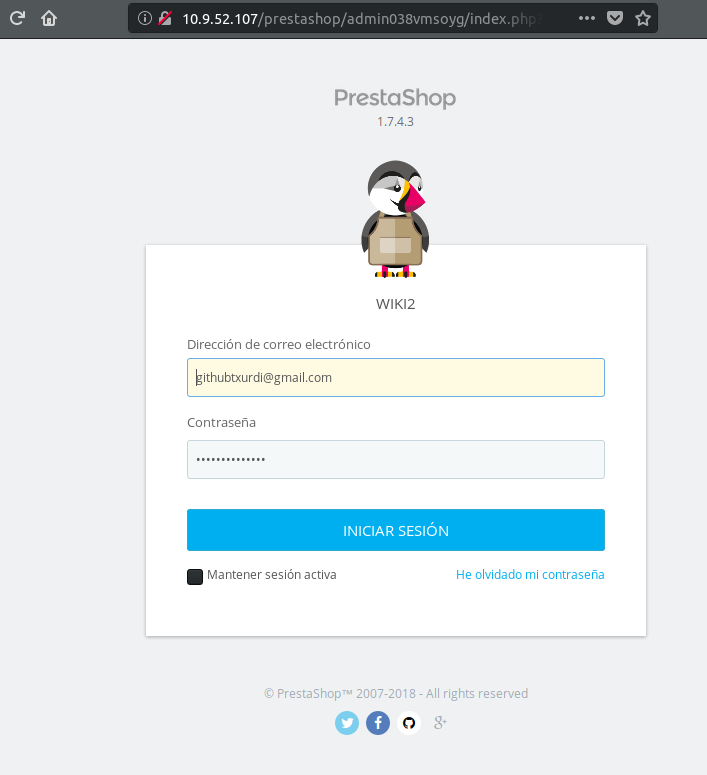 10.9.52.107/prestashop/admin038vmsoyg/index.php?
PrestaShop
1.7.4.3
WIKI2
Dirección de correo electrónico
githubtxurdi@gmail.com
Contraseña
••••••••••••••
INICIAR SESIÓN
Mantener sesión activa
He olvidado mi contraseña
© PrestaShop™ 2007-2018 - All rights reserved